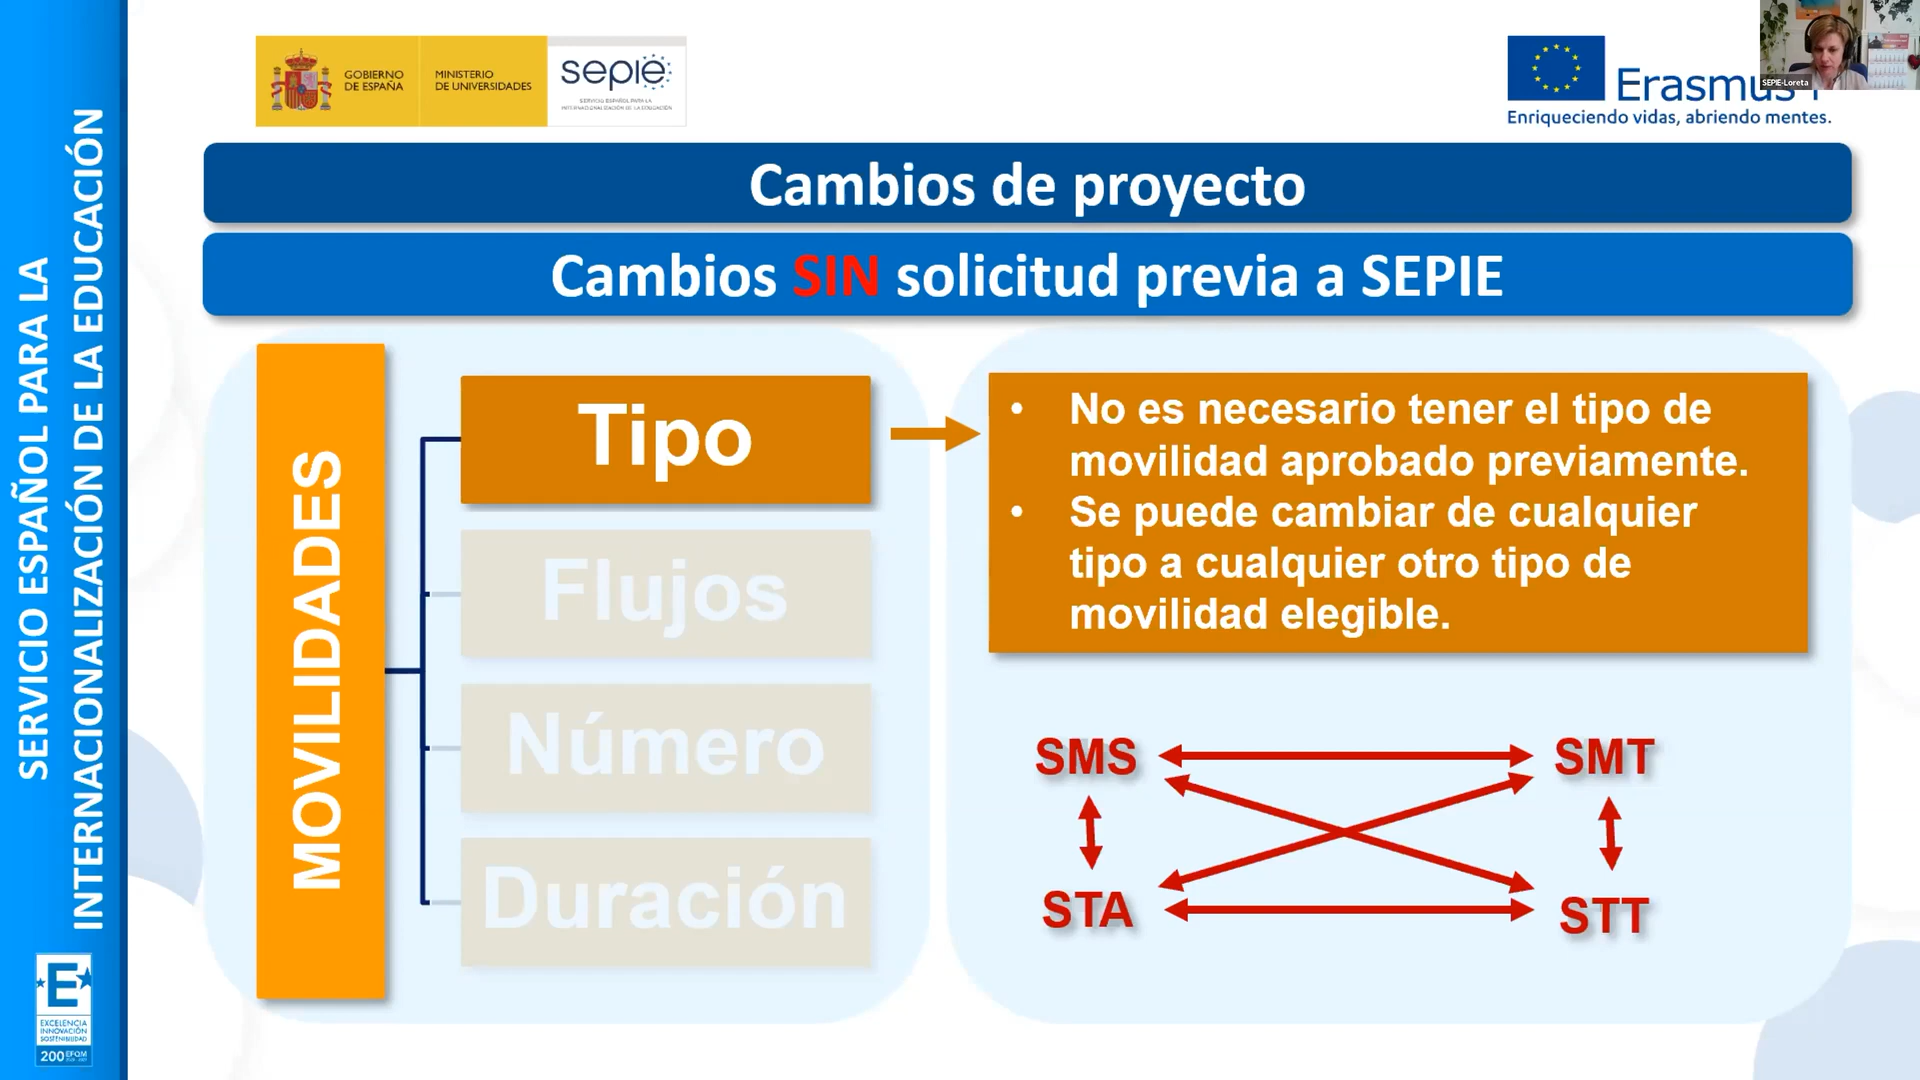 SERVICIO ESPAÑOL PARA LA
INTERNACIONALIZACIÓN DE LA EDUCACIÓN
EXCELENCIA
INNOVACIÓN
SOSTENIBILIDAD
200 EFQM
GOBIERNO
DE ESPAÑA
MINISTERIO
DE UNIVERSIDADES
sepie
SERVICIO ESPAÑOL PARA LA
INTERNACIONALIZACIÓN DE LA EDUCACIÓN
Erasmus+
Enriqueciendo vidas, abriendo mentes.
SEPIE-Loreta
Cambios de proyecto
Cambios SIN solicitud previa a SEPIE
MOVILIDADES
Tipo
Flujos
Número
Duración
• No es necesario tener el tipo de
movilidad aprobado previamente.
• Se puede cambiar de cualquier
tipo a cualquier otro tipo de
movilidad elegible.
SMS
SMT
STA
STT